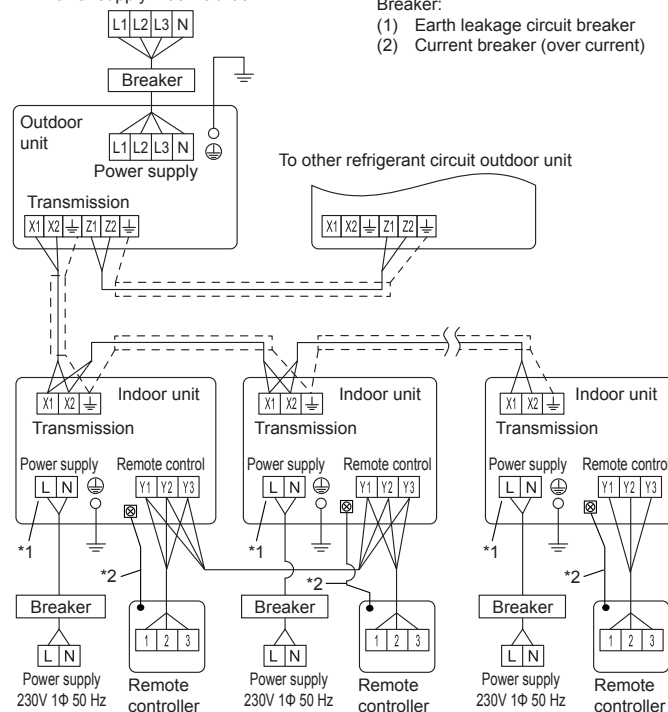 Breaker:
(1) Earth leakage circuit breaker
(2) Current breaker (over current)
L1 L2 L3 N
Breaker
Outdoor
unit
L1 L2 L3 N
Power supply
Transmission
X1 X2 Z1 Z2
To other refrigerant circuit outdoor unit
X1 X2 Z1 Z2
Indoor unit
X1 X2
Transmission
Power supply Remote control
L N
Y1 Y2 Y3
*1
*2
Breaker
L N
Power supply
230V 1Φ 50 Hz
1 2 3
Remote
controller
Indoor unit
X1 X2
Transmission
Power supply Remote control
L N
Y1 Y2 Y3
*1
*2
Breaker
L N
Power supply
230V 1Φ 50 Hz
1 2 3
Remote
controller
Indoor unit
X1 X2
Transmission
Power supply Remote control
L N
Y1 Y2 Y3
*1
*2
Breaker
L N
Power supply
230V 1Φ 50 Hz
1 2 3
Remote
controller